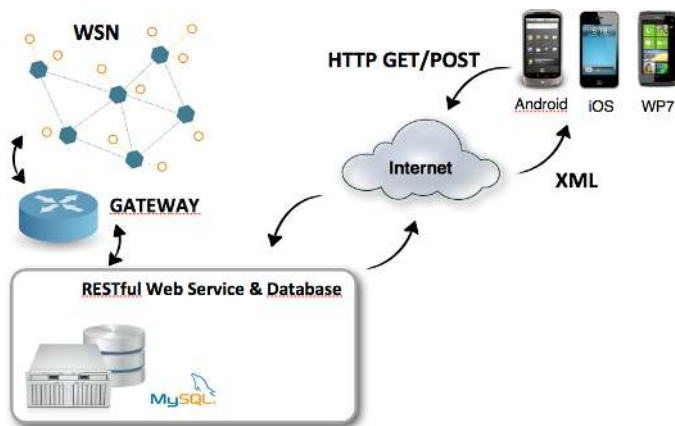 WSN
HTTP GET/POST
Android
iOS
WP7
Internet
XML
GATEWAY
RESTful Web Service & Database
MySQL